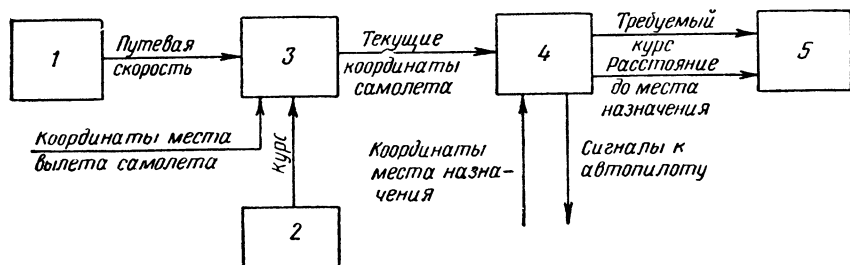 1
Путевая
скорость
3
Текущие
координаты
самолета
4
Требуемый
курс
Расстояние
до места
назначения
5
Координаты места
вылета самолета
курс
2
Координаты
места назна-
чения
Сигналы к
автопилоту